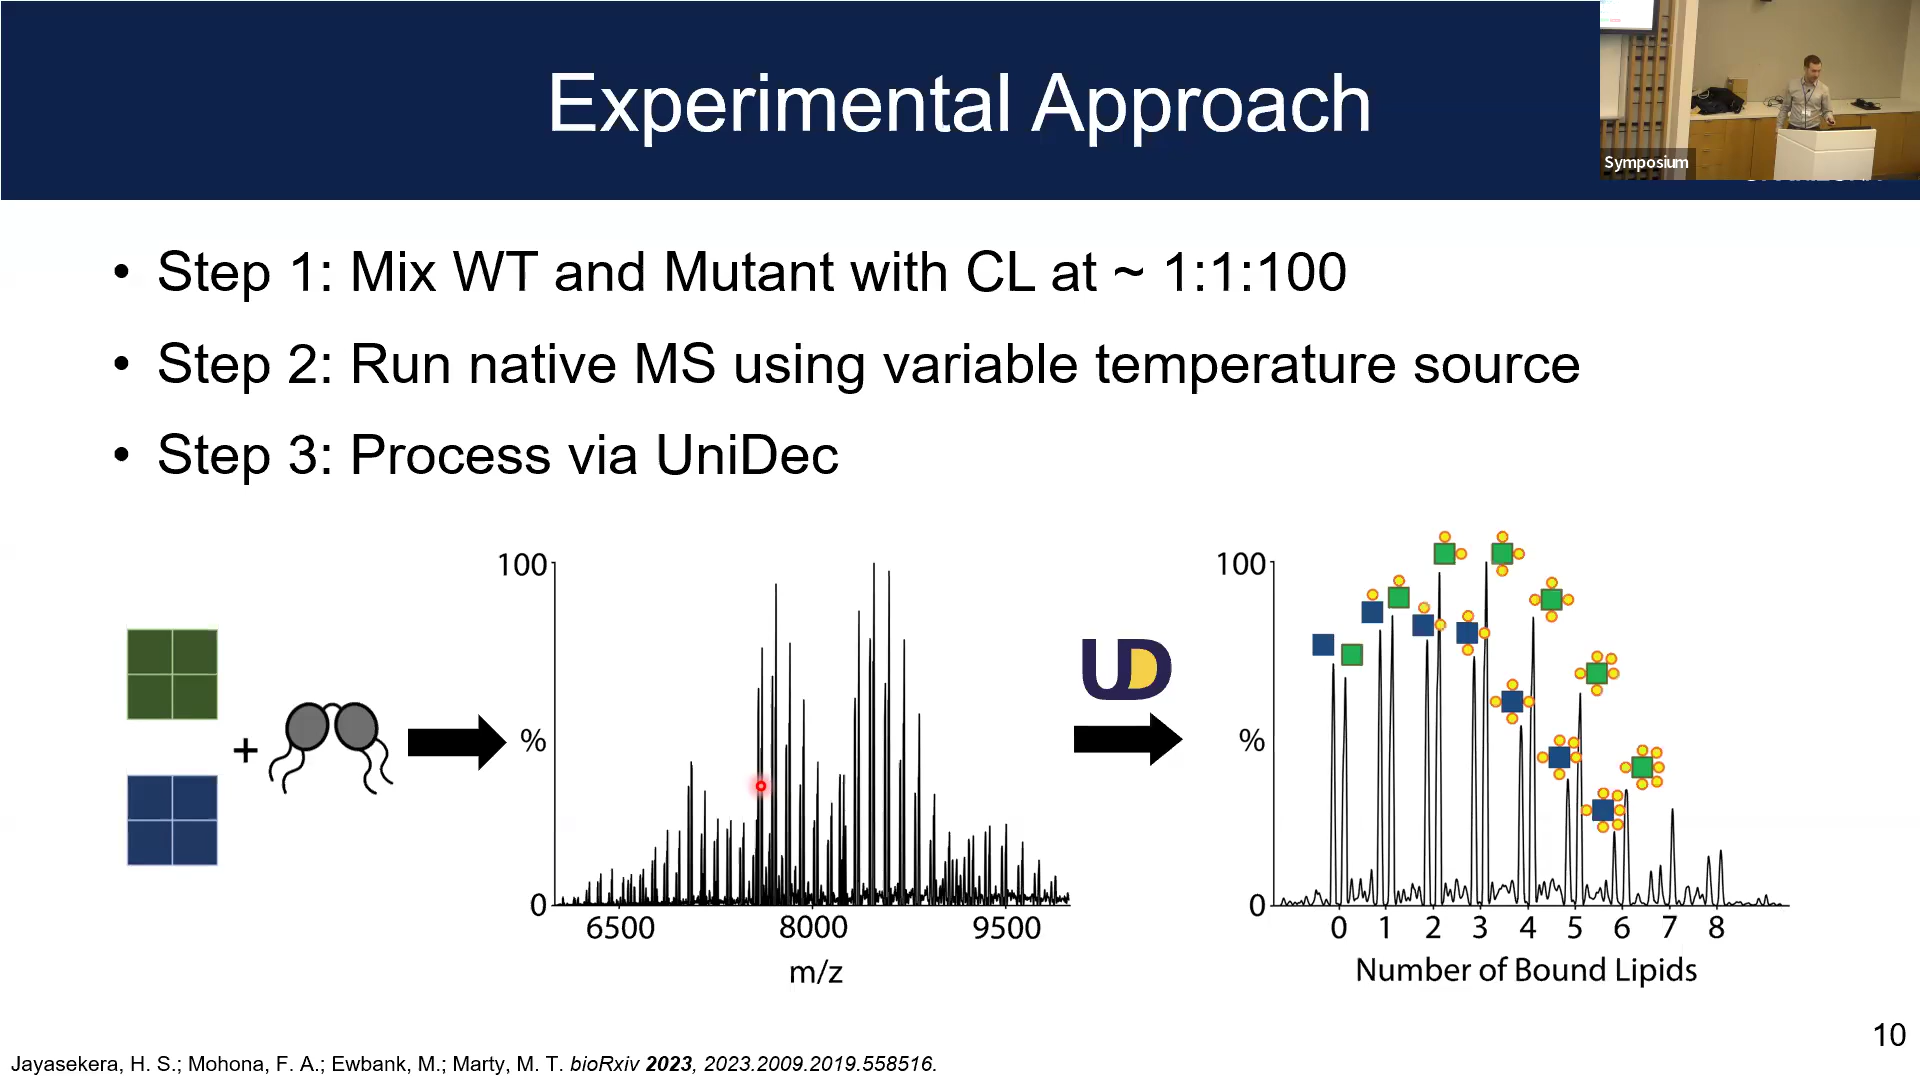 Experimental Approach
Symposium
• Step 1: Mix WT and Mutant with CL at ~ 1:1:100
• Step 2: Run native MS using variable temperature source
• Step 3: Process via UniDec
100
%
0
6500 8000 9500
m/z
+
UD
100
%
0
0 1 2 3 4 5 6 7 8
Number of Bound Lipids
10
Jayasekera, H. S.; Mohona, F. A.; Ewbank, M.; Marty, M. T. bioRxiv 2023, 2023.2009.2019.558516.